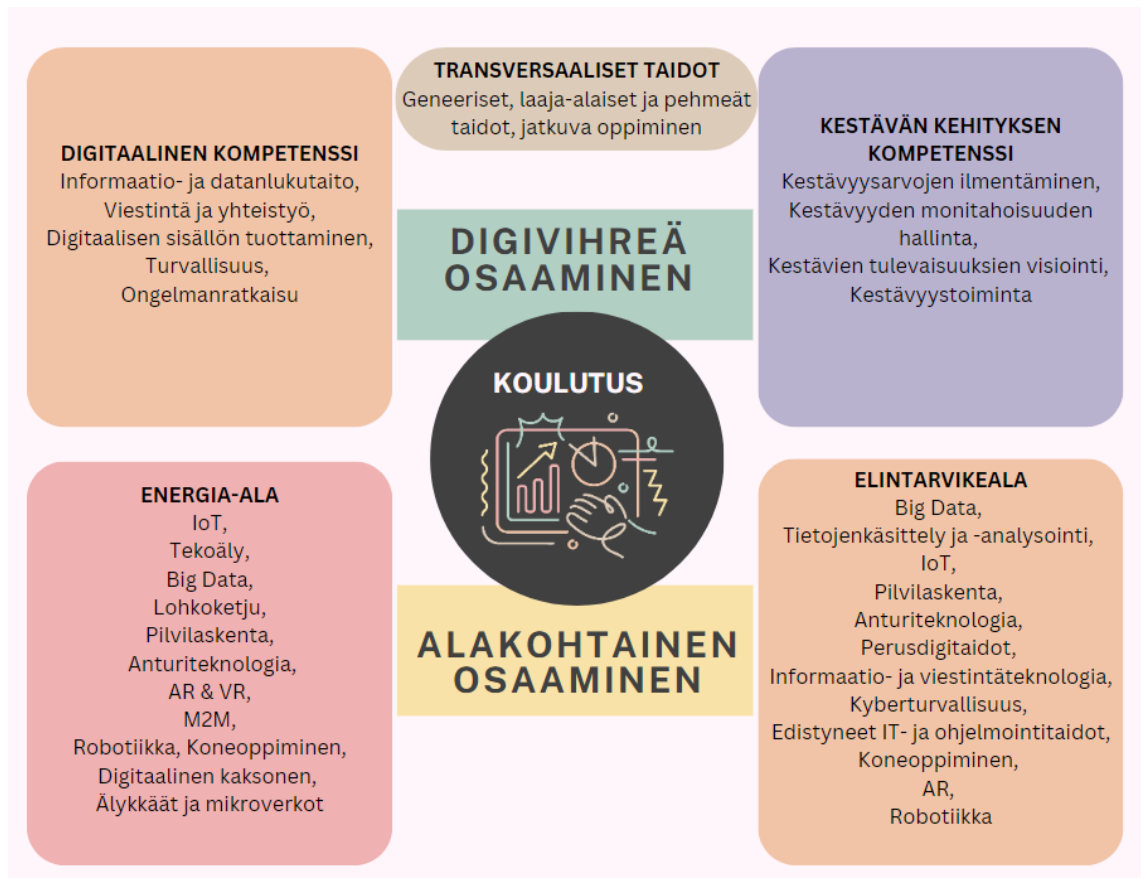 DIGITAALINEN KOMPETENSSI
Informaatio- ja datanlukutaito,
Viestintä ja yhteistyö,
Digitaalisen sisällön tuottaminen,
Turvallisuus,
Ongelmanratkaisu
TRANSVERSAALISET TAIDOT
Geneeriset, laaja-alaiset ja pehmeät
taidot, jatkuva oppiminen
KESTÄVÄN KEHITYKSEN
KOMPETENSSI
Kestävyysarvojen ilmentäminen,
Kestävyyden monitahoisuuden
hallinta,
Kestävien tulevaisuuksien visiointi,
Kestävyystoiminta
DIGIVIHREÄ
OSAAMINEN
KOULUTUS
ALAKOHTAINEN
OSAAMINEN
ENERGIA-ALA
IoT,
Tekoäly,
Big Data,
Lohkoketju,
Pilvilaskenta,
Anturiteknologia,
AR & VR,
M2M,
Robotiikka, Koneoppiminen,
Digitaalinen kaksonen,
Älykkäät ja mikroverkot
ELINTARVIKEALA
Big Data,
Tietojenkäsittely ja -analysointi,
IoT,
Pilvilaskenta,
Anturiteknologia,
Perusdigitaidot,
Informaatio- ja viestintäteknologia,
Kyberturvallisuus,
Edistyneet IT- ja ohjelmointitaidot,
Koneoppiminen,
AR,
Robotiikka